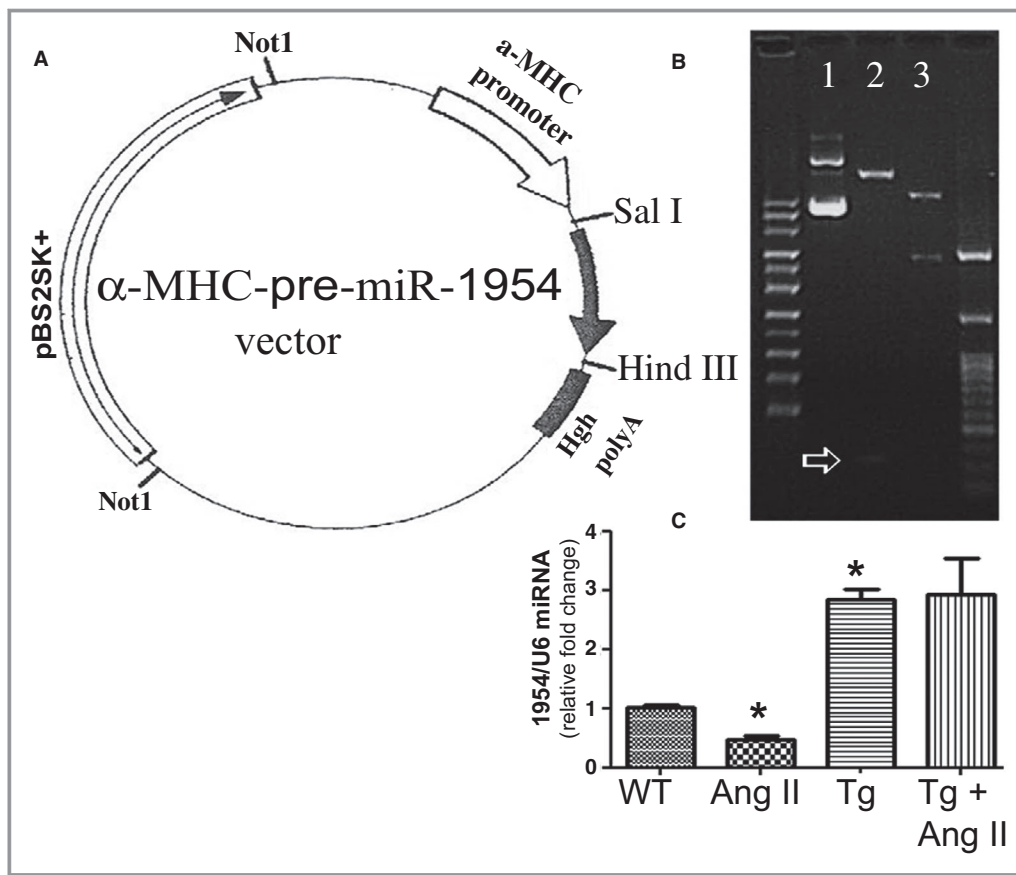 A
Not1
a-MHC
promoter
Sal I
α-MHC-pre-miR-1954
vector
pBS2SK+
Hind III
Hgh
polyA
Not1
B
1 2 3
C
1954/U6 miRNA
(relative fold change)
4
3
2
1
0
*
*
WT
Ang II
Tg
Tg +
Ang II